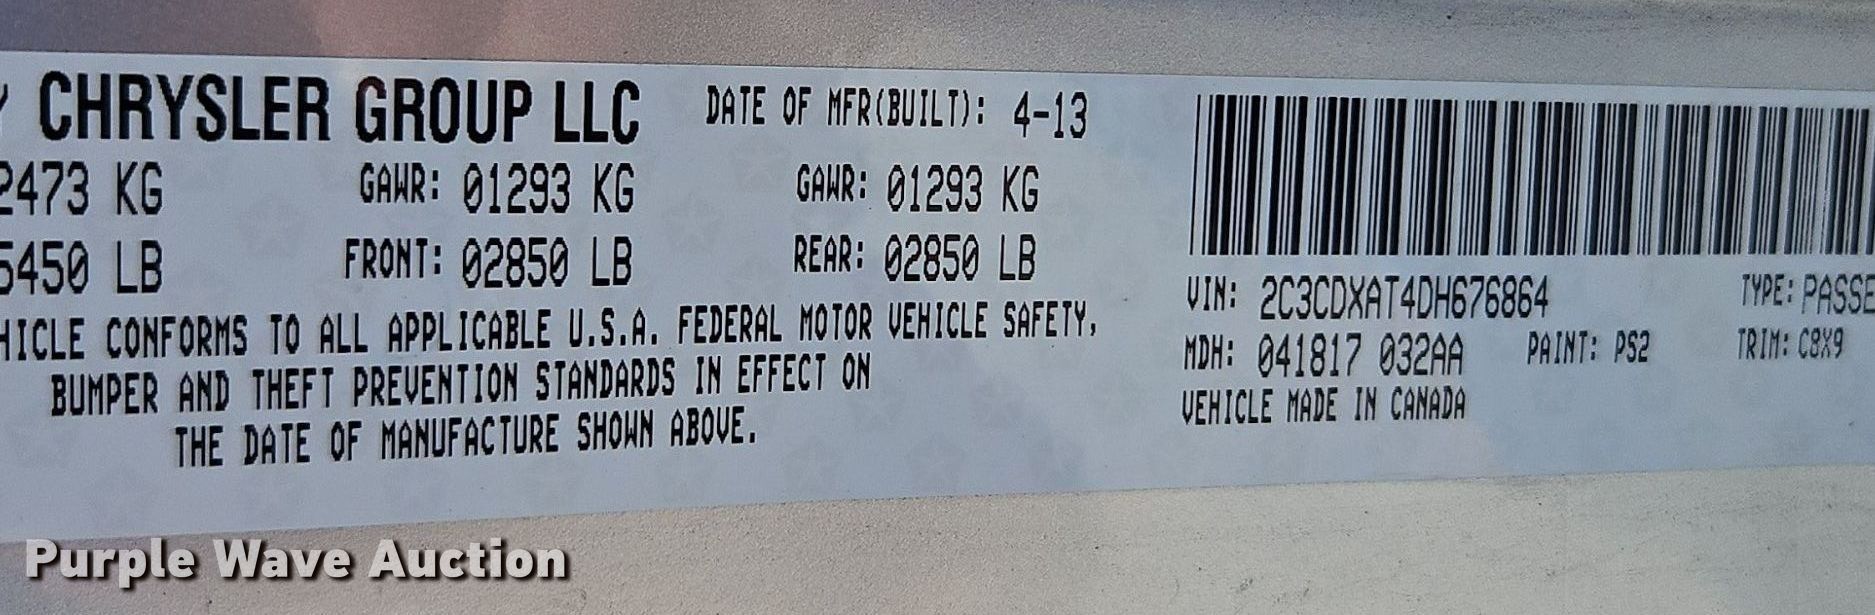 CHRYSLER GROUP LLC DATE OF MFR(BUILT): 4-13
2473 KG GAWR: 01293 KG GAWR: 01293 KG
5450 LB FRONT: 02850 LB REAR: 02850 LB
HICLE CONFORMS TO ALL APPLICABLE U.S.A. FEDERAL MOTOR VEHICLE SAFETY,
BUMPER AND THEFT PREVENTION STANDARDS IN EFFECT ON
THE DATE OF MANUFACTURE SHOWN ABOVE.
VIN: 2C3CDXAT4DH676864 TYPE: PASSE
MDH: 041817 032AA PAINT: PS2 TRIM: C8X9
VEHICLE MADE IN CANADA
Purple Wave Auction